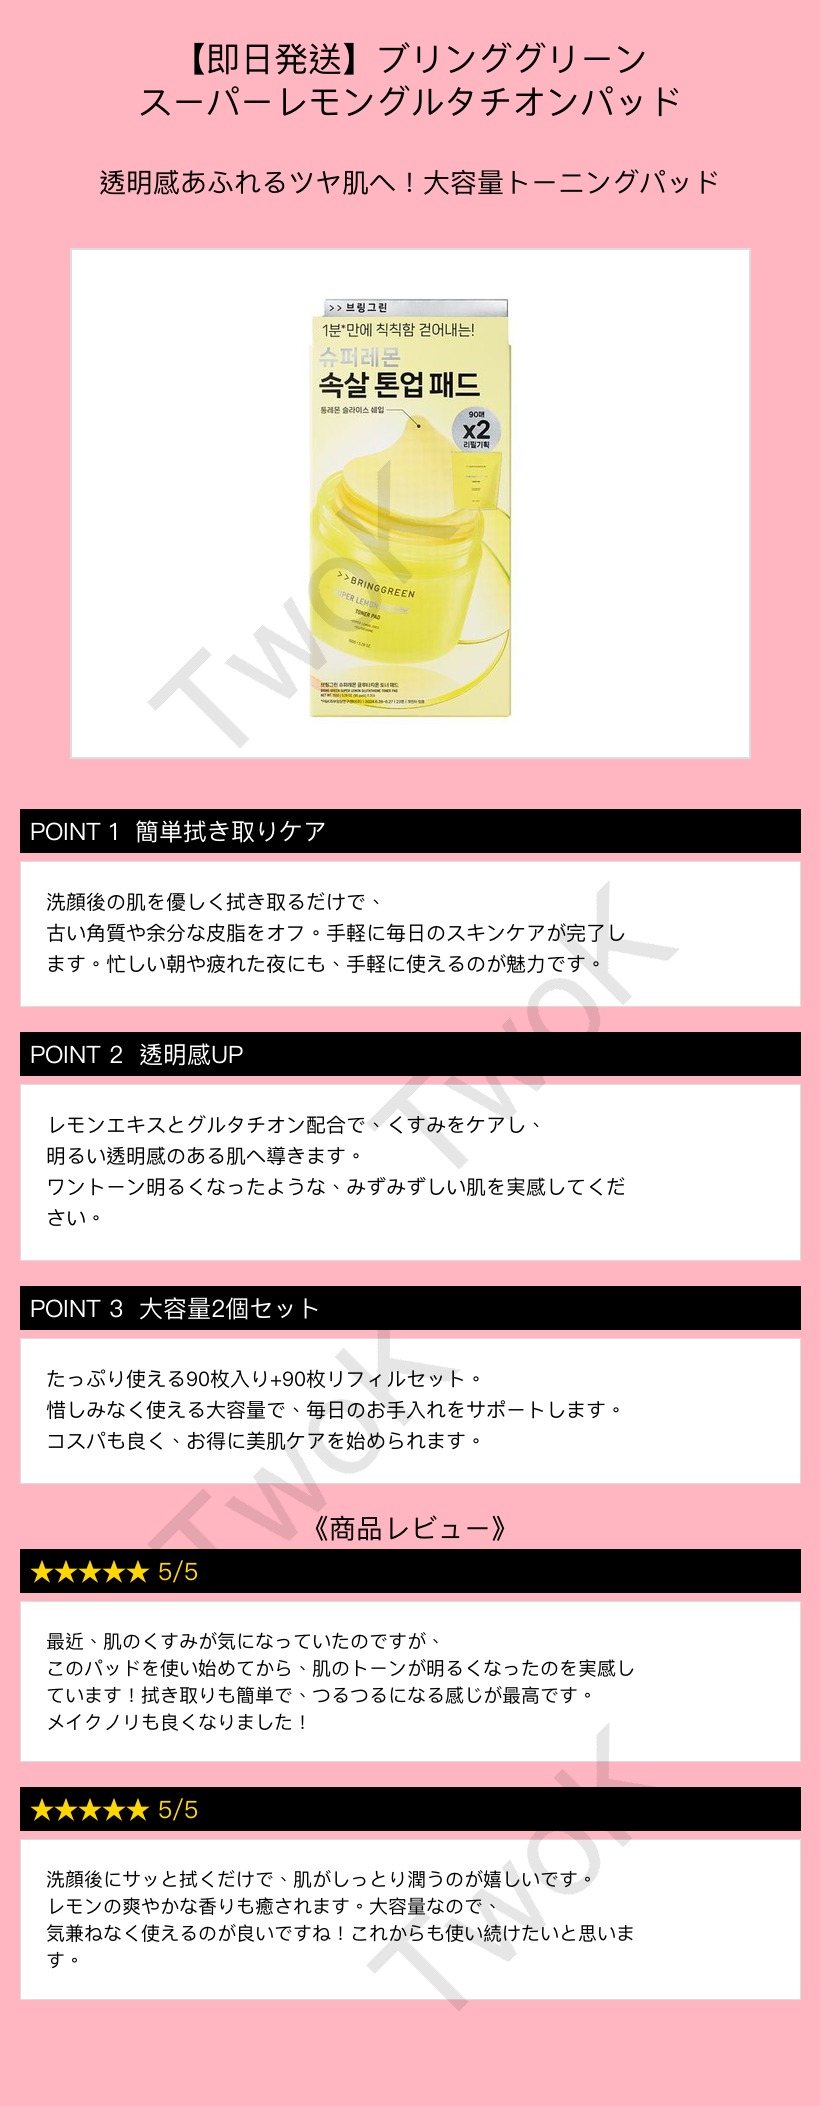 【即日発送】ブリンググリーン
スーパーレモングルタチオンパッド
透明感あふれるツヤ肌へ！大容量トーニングパッド
>> 브링그린
1분*만에 칙칙함 걷어내는!
슈퍼레몬
속살 톤업 패드
통레몬 슬라이스 쉐입
90매
x2
리필기획
>>BRINGGREEN
TONER PAD
브링그린 슈퍼레몬 글루타치온 토너 패드
BRING GREEN SUPER LEMON GLUTATHIONE TONER PAD
TwoK
POINT 1 簡単拭き取りケア
洗顔後の肌を優しく拭き取るだけで、
古い角質や余分な皮脂をオフ。手軽に毎日のスキンケアが完了し
ます。忙しい朝や疲れた夜にも、手軽に使えるのが魅力です。
TwoK
POINT 2 透明感UP
レモンエキスとグルタチオン配合で、くすみをケアし、
明るい透明感のある肌へ導きます。
ワントーン明るくなったような、みずみずしい肌を実感してくだ
さい。
POINT 3 大容量2個セット
たっぷり使える90枚入り+90枚リフィルセット。
惜しみなく使える大容量で、毎日のお手入れをサポートします。
コスパも良く、お得に美肌ケアを始められます。
TwoK
《商品レビュー》
★★★★★ 5/5
最近、肌のくすみが気になっていたのですが、
このパッドを使い始めてから、肌のトーンが明るくなったのを実感し
ています！拭き取りも簡単で、つるつるになる感じが最高です。
メイクノリも良くなりました！
★★★★★ 5/5
洗顔後にサッと拭くだけで、肌がしっとり潤うのが嬉しいです。
レモンの爽やかな香りも癒されます。大容量なので、
気兼ねなく使えるのが良いですね！これからも使い続けたいと思いま
す。
TwoK